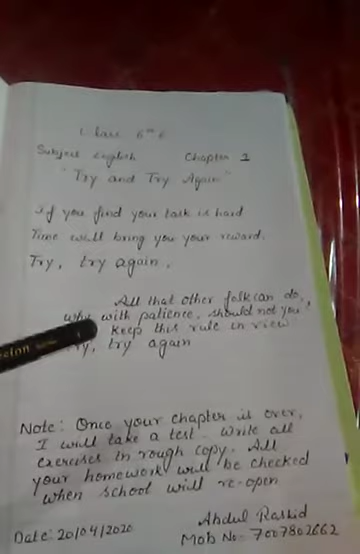 Class 6th C
Subject English Chapter 1
"Try and Try Again"
If you find your task is hard
Time will bring you your reward.
Try, try again.
All that other folk can do,
why with patience, should not you?
Keep this rule in view
try, try again
Note: Once your chapter is over,
I will take a test. Write all
exercises in rough copy. All
your homework will be checked
when school will re-open
Abdul Rashid
Date: 20/04/2020 Mob No: 7007802662